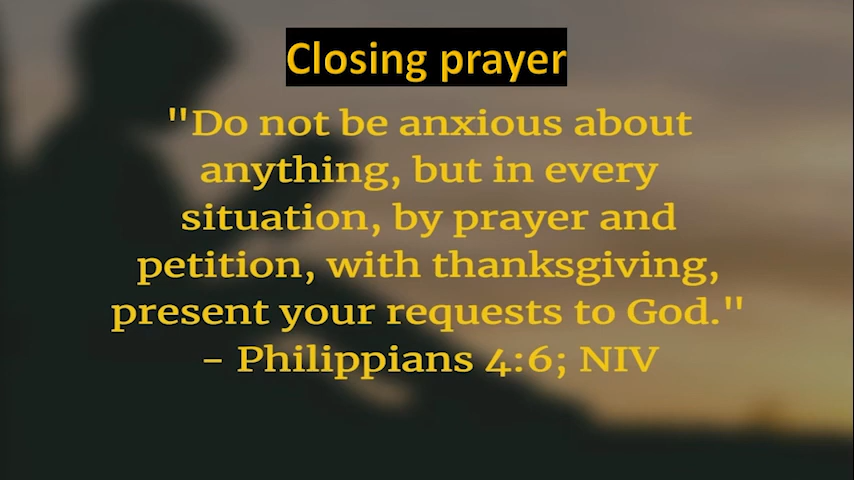 Closing prayer
"Do not be anxious about
anything, but in every
situation, by prayer and
petition, with thanksgiving,
present your requests to God."
– Philippians 4:6; NIV